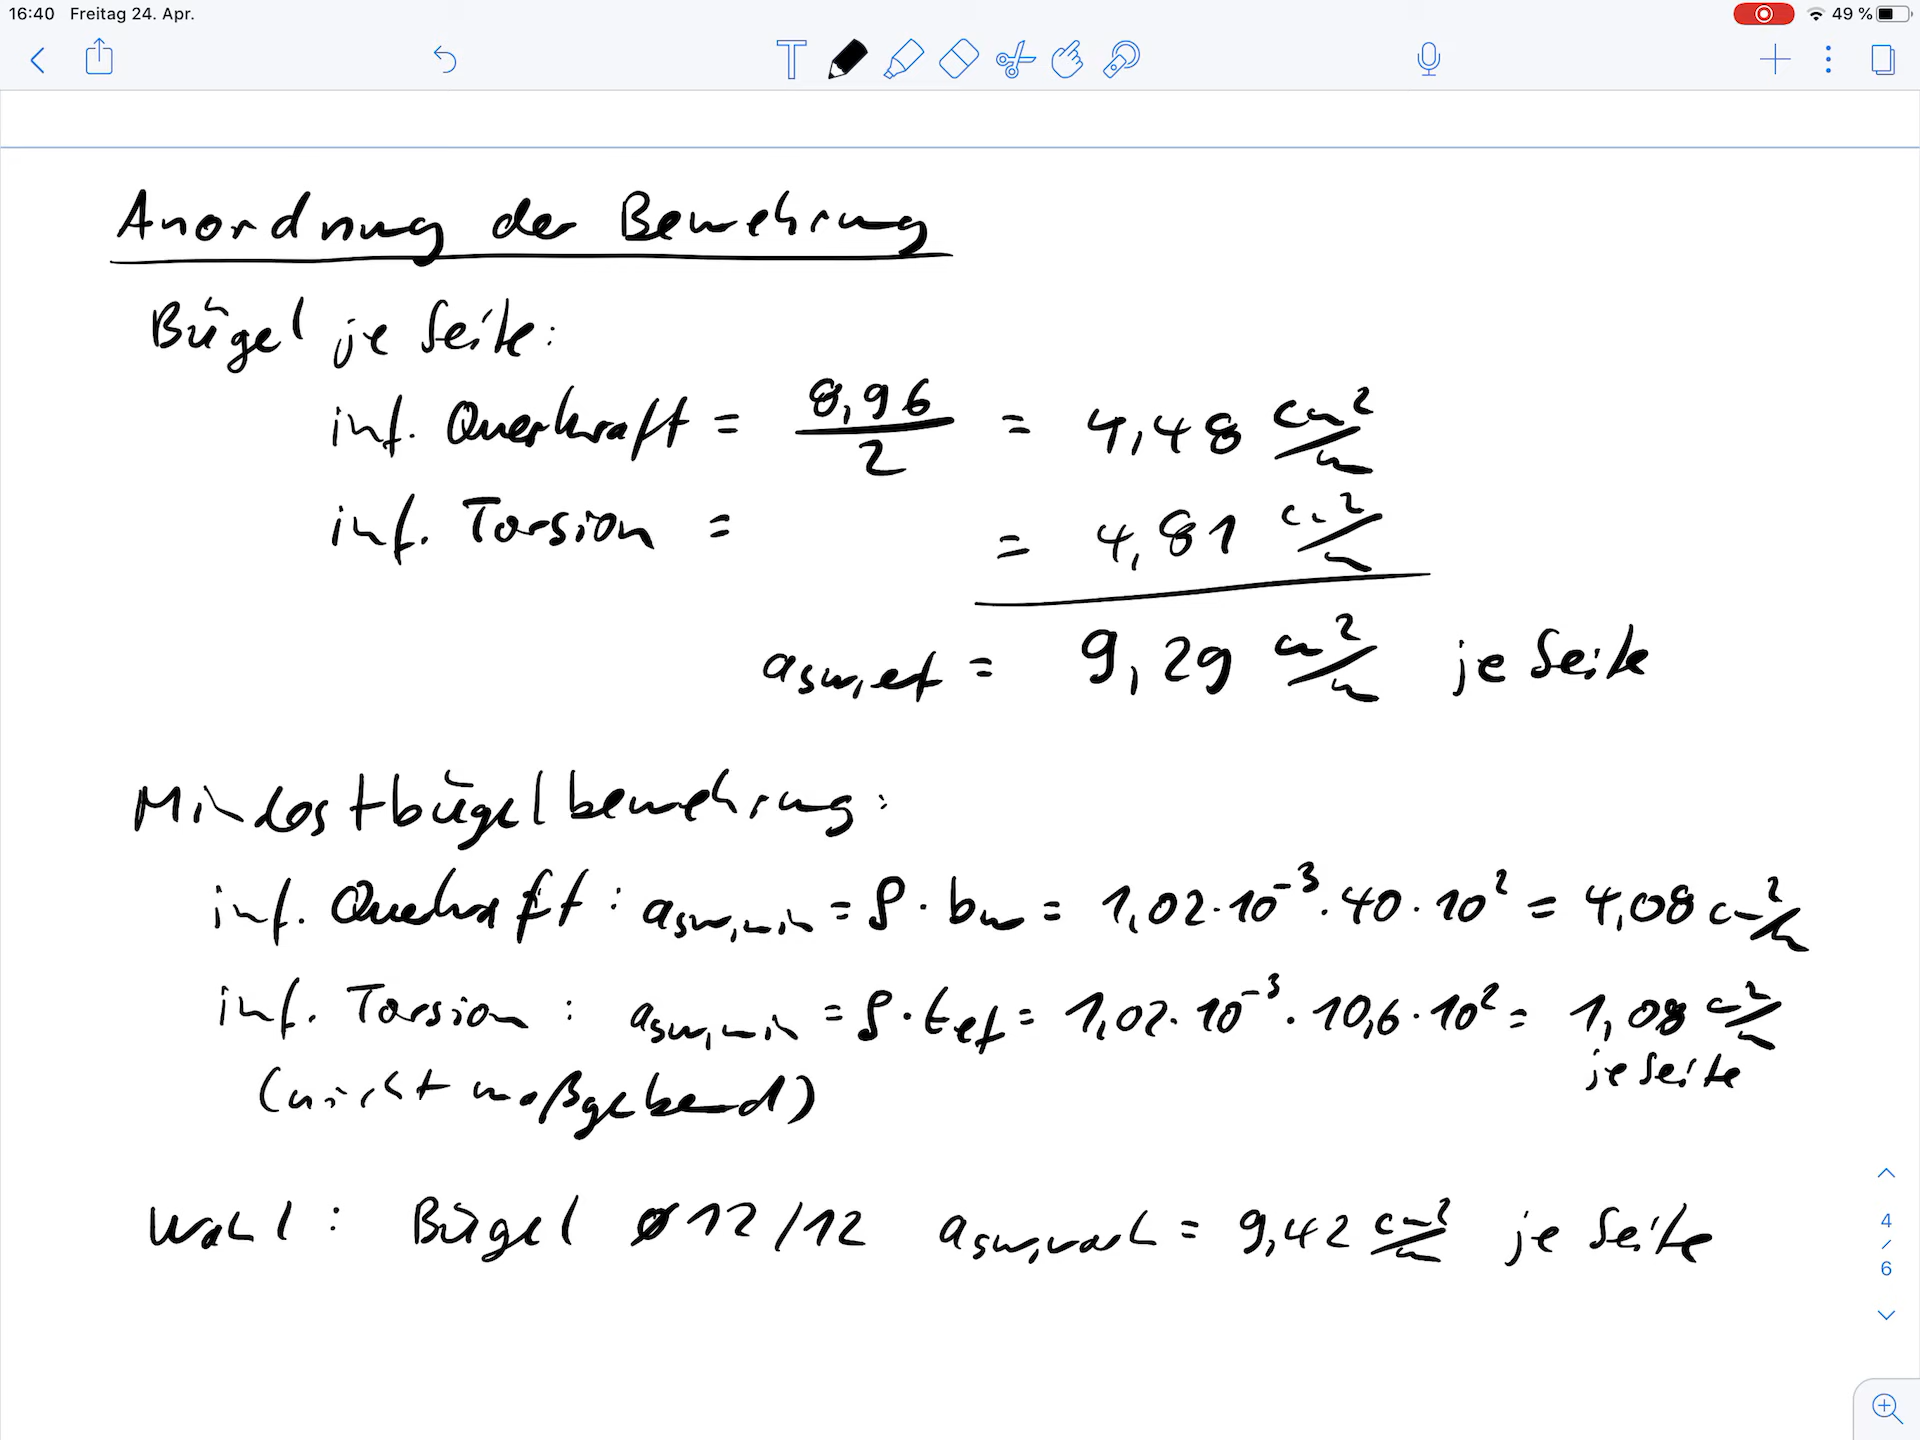 16:40 Freitag 24. Apr. 49 %
T
Anordnung der Bewehrung
Bügel je Seite:
inf. Querkraft = 8,96 / 2 = 4,48 cm²/m
inf. Torsion = = 4,81 cm²/m
asw,erf = 9,29 cm²/m je Seite
Mindestbügelbewehrung:
inf. Querkraft : asw,min = ρ · bw = 1,02 · 10⁻³ · 40 · 10² = 4,08 cm²/m
inf. Torsion : asw,min = ρ · tef = 1,02 · 10⁻³ · 10,6 · 10² = 1,08 cm²/m
je Seite
(nicht maßgebend)
Wahl : Bügel ø12/12 asw,vorh = 9,42 cm²/m je Seite
4
/
6